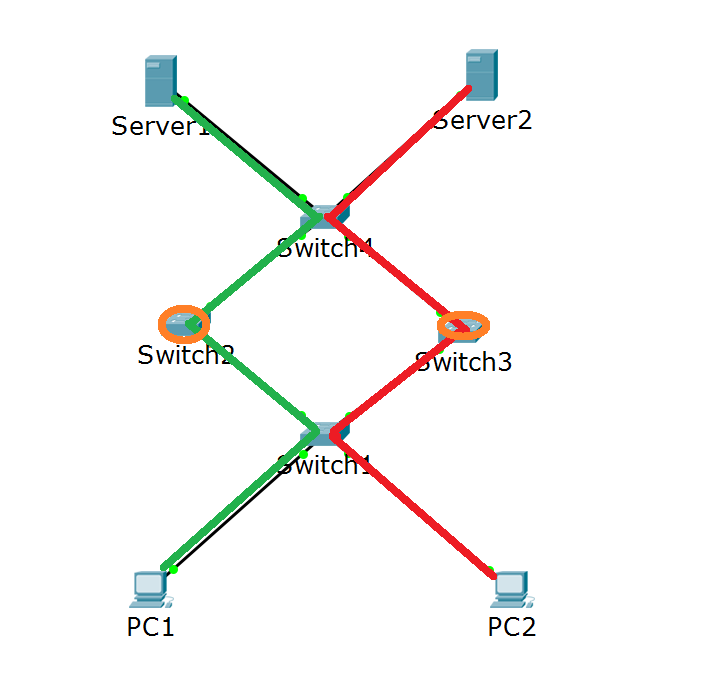 Server1
Server2
Switch4
Switch2
Switch3
Switch1
PC1
PC2